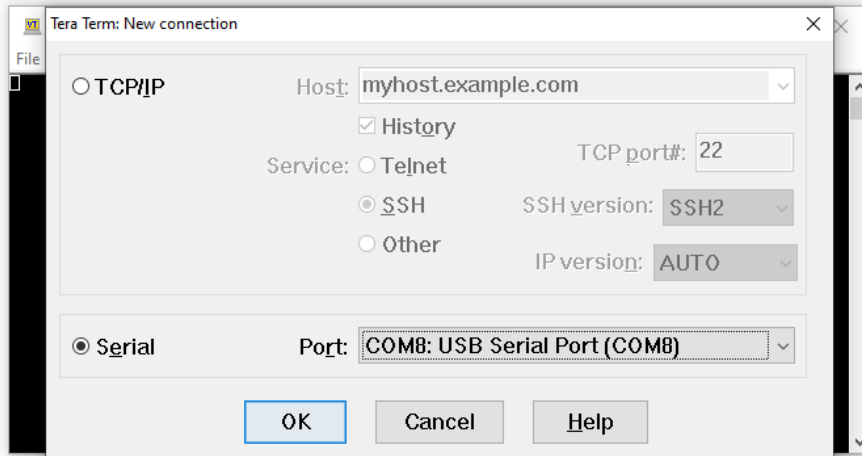 VT
Tera Term: New connection
File
TCP/IP
Host: myhost.example.com
History
Service: Telnet
TCP port#: 22
SSH
SSH version: SSH2
Other
IP version: AUTO
Serial
Port: COM8: USB Serial Port (COM8)
OK
Cancel
Help